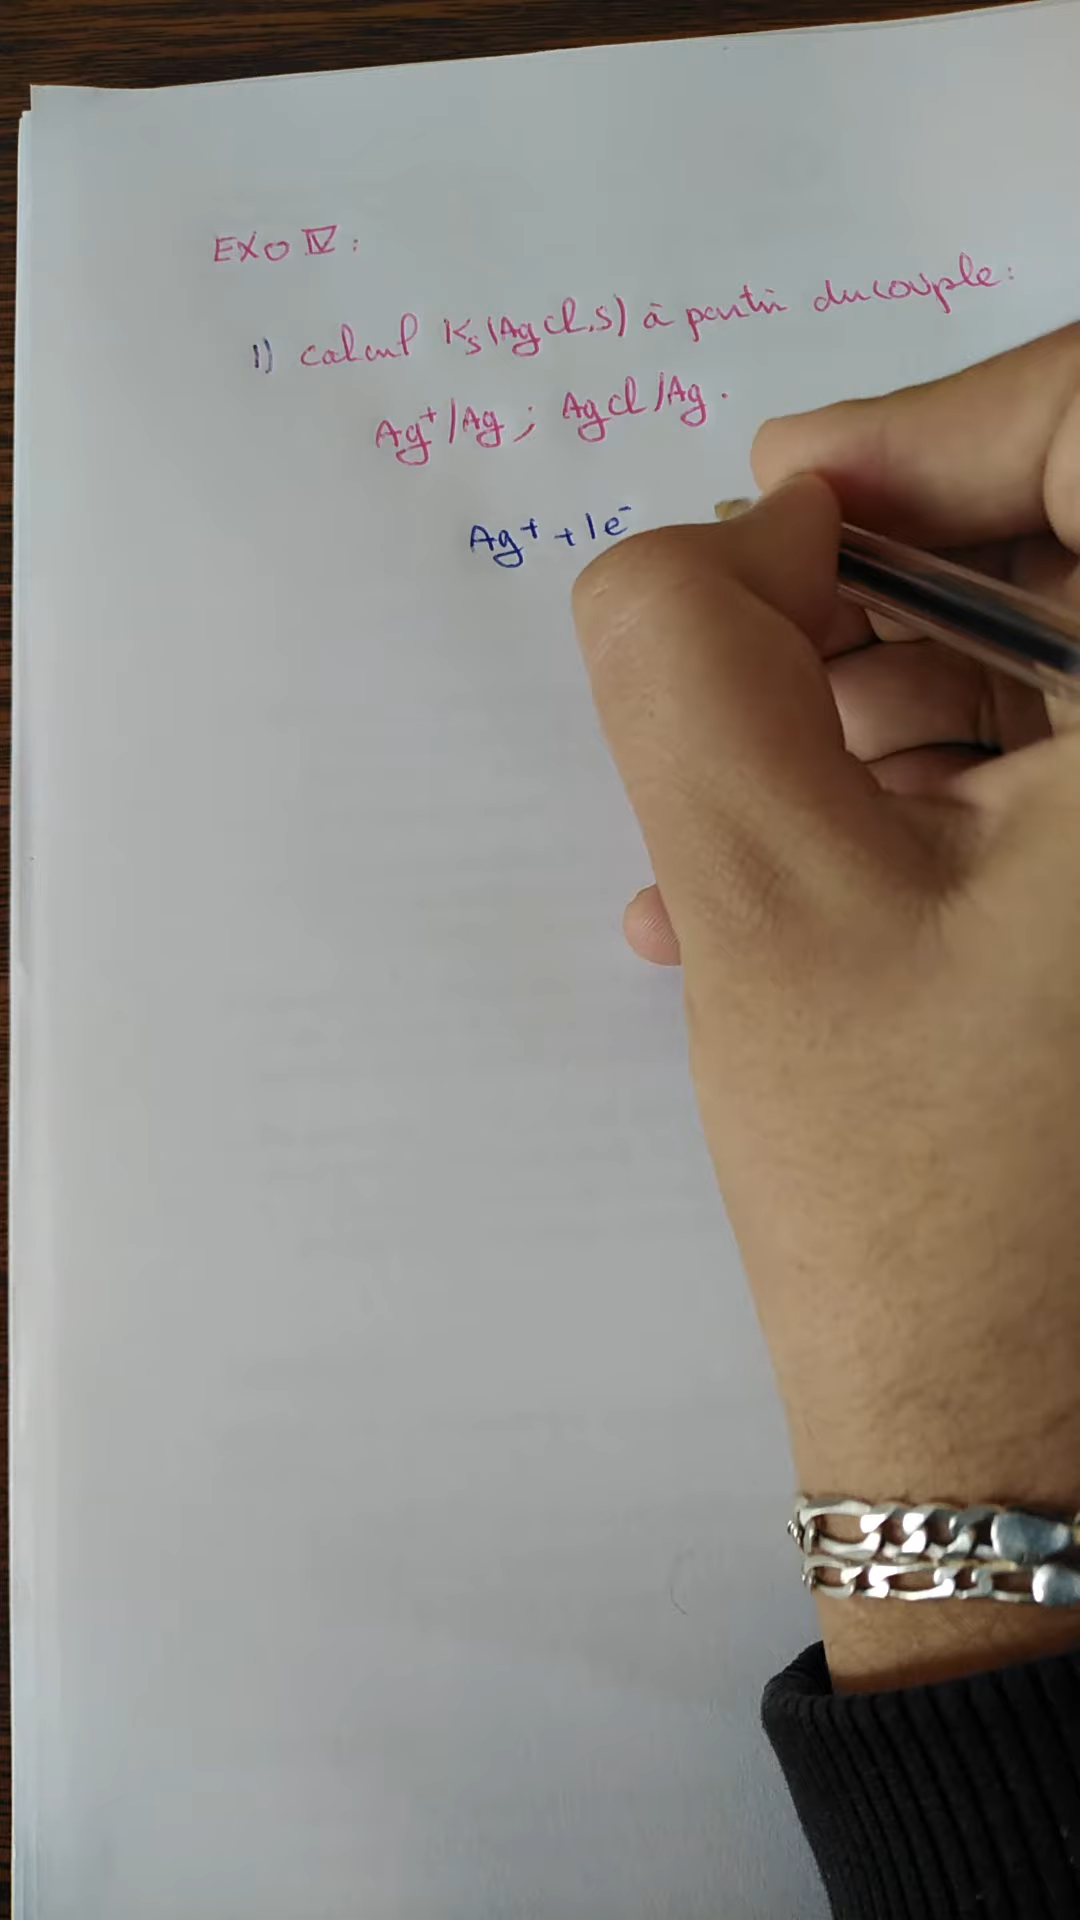 EXO IV :
1) calcul Ks(AgCl,s) à partir du couple :
Ag+/Ag ; AgCl/Ag.
Ag+ + 1e-